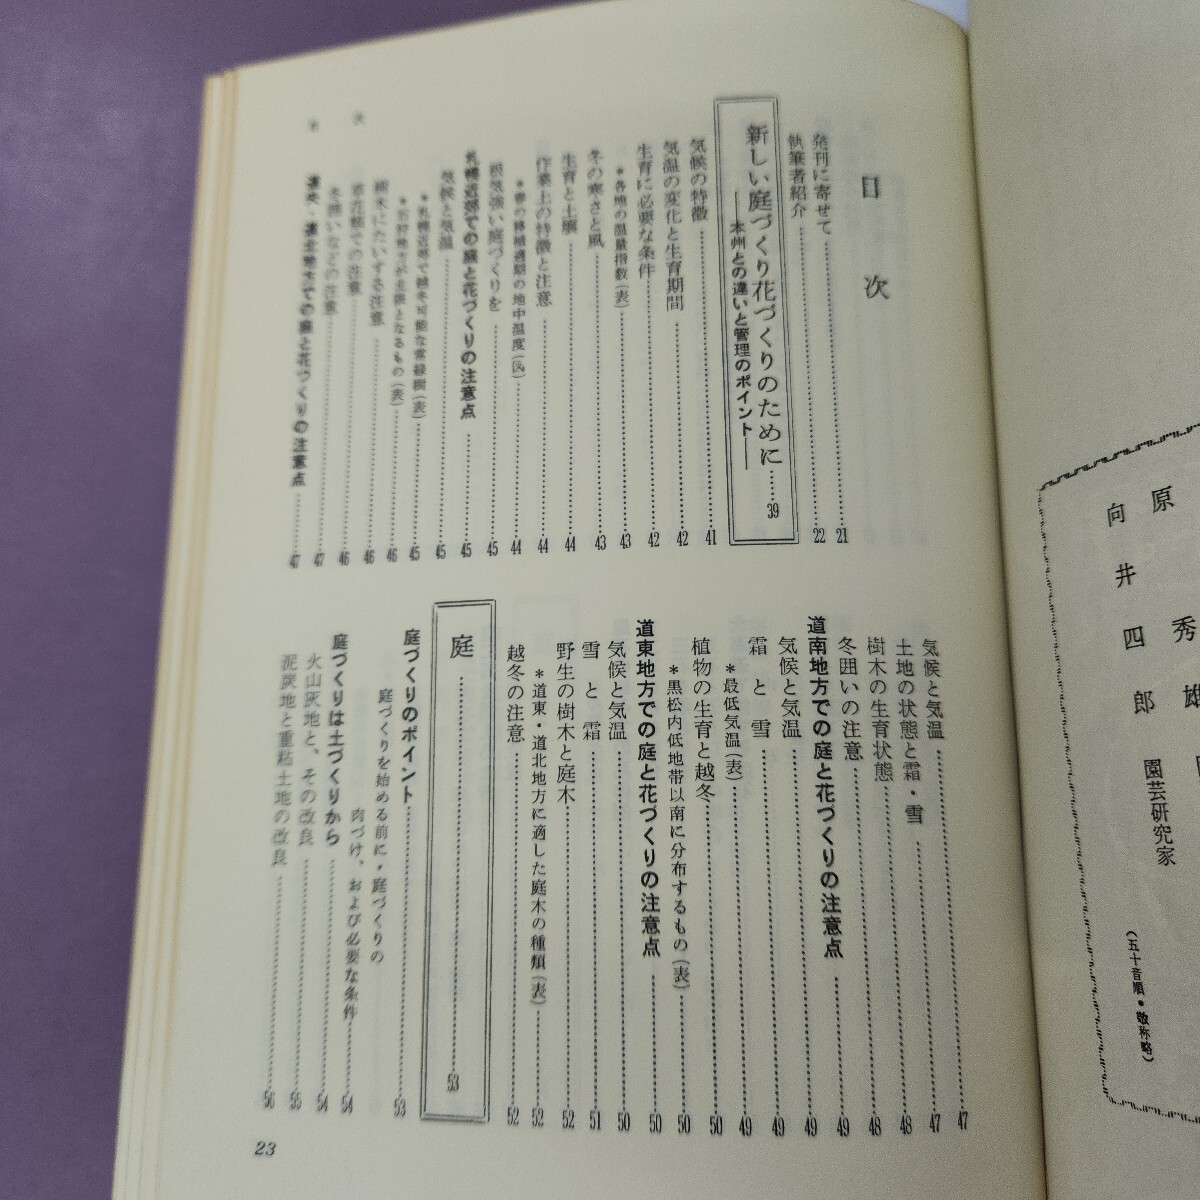 向井四郎 園芸研究家
(五十音順・敬称略)
目次
発刊に寄せて……21
執筆者紹介……22
新しい庭づくり花づくりのために……39
――本州との違いと管理のポイント――
気候の特徴……41
気温の変化と生育期間……42
生育に必要な条件……42
*各地の温量指数(表)……43
冬の寒さと風……43
生育と土壌……44
作業上の特徴と注意……44
*春の移植適期の地中温度(図)……44
根気強い庭づくりを……45
札幌近郊での庭と花づくりの注意点……45
気候と気温……45
*札幌近郊で越冬可能な常緑樹(表)……45
*石狩地方が北限となるもの(表)……46
樹木にたいする注意……46
草花類での注意……46
冬囲いなどの注意……47
道央・道北地方での庭と花づくりの注意点……47
気候と気温……47
土地の状態と霜・雪……47
樹木の生育状態……48
冬囲いの注意……48
道南地方での庭と花づくりの注意点……49
気候と気温……49
霜と雪……49
*最低気温(表)……49
植物の生育と越冬……50
*黒松内低地帯以南に分布するもの(表)……50
道東地方での庭と花づくりの注意点……50
気候と気温……50
雪と霜……51
野生の樹木と庭木……52
*道東・道北地方に適した庭木の種類(表)……52
越冬の注意……52
庭……53
庭づくりのポイント……53
庭づくりを始める前に・庭づくりの
肉づけ、および必要な条件……54
庭づくりは土づくりから……54
火山灰地と、その改良……55
泥炭地と重粘土地の改良……56
目次
23